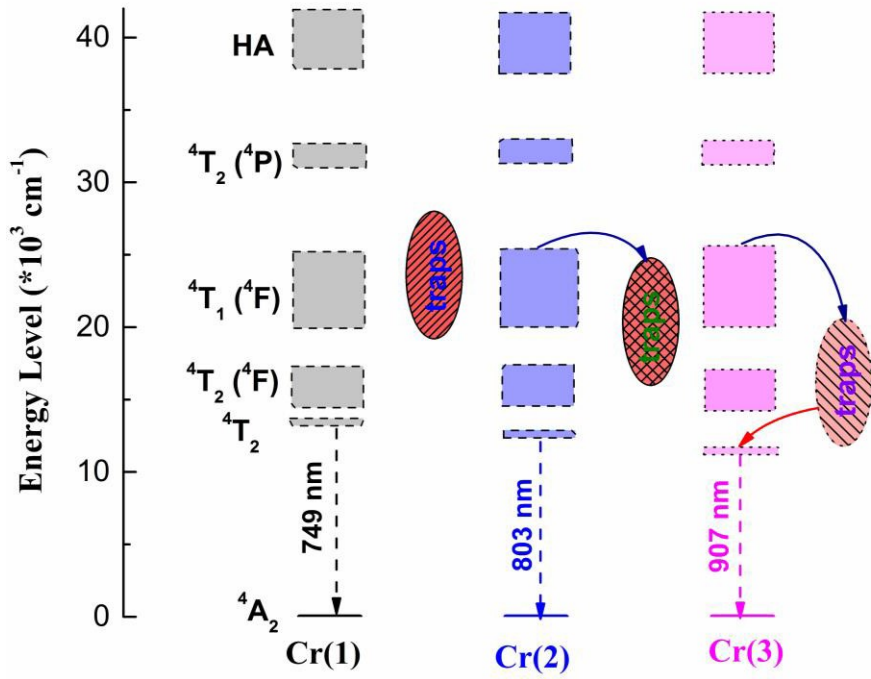 Energy Level (*10³ cm⁻¹)
40
30
20
10
0
HA
⁴T₂ (⁴P)
⁴T₁ (⁴F)
⁴T₂ (⁴F)
⁴T₂
⁴A₂
traps
traps
traps
749 nm
803 nm
907 nm
Cr(1)
Cr(2)
Cr(3)